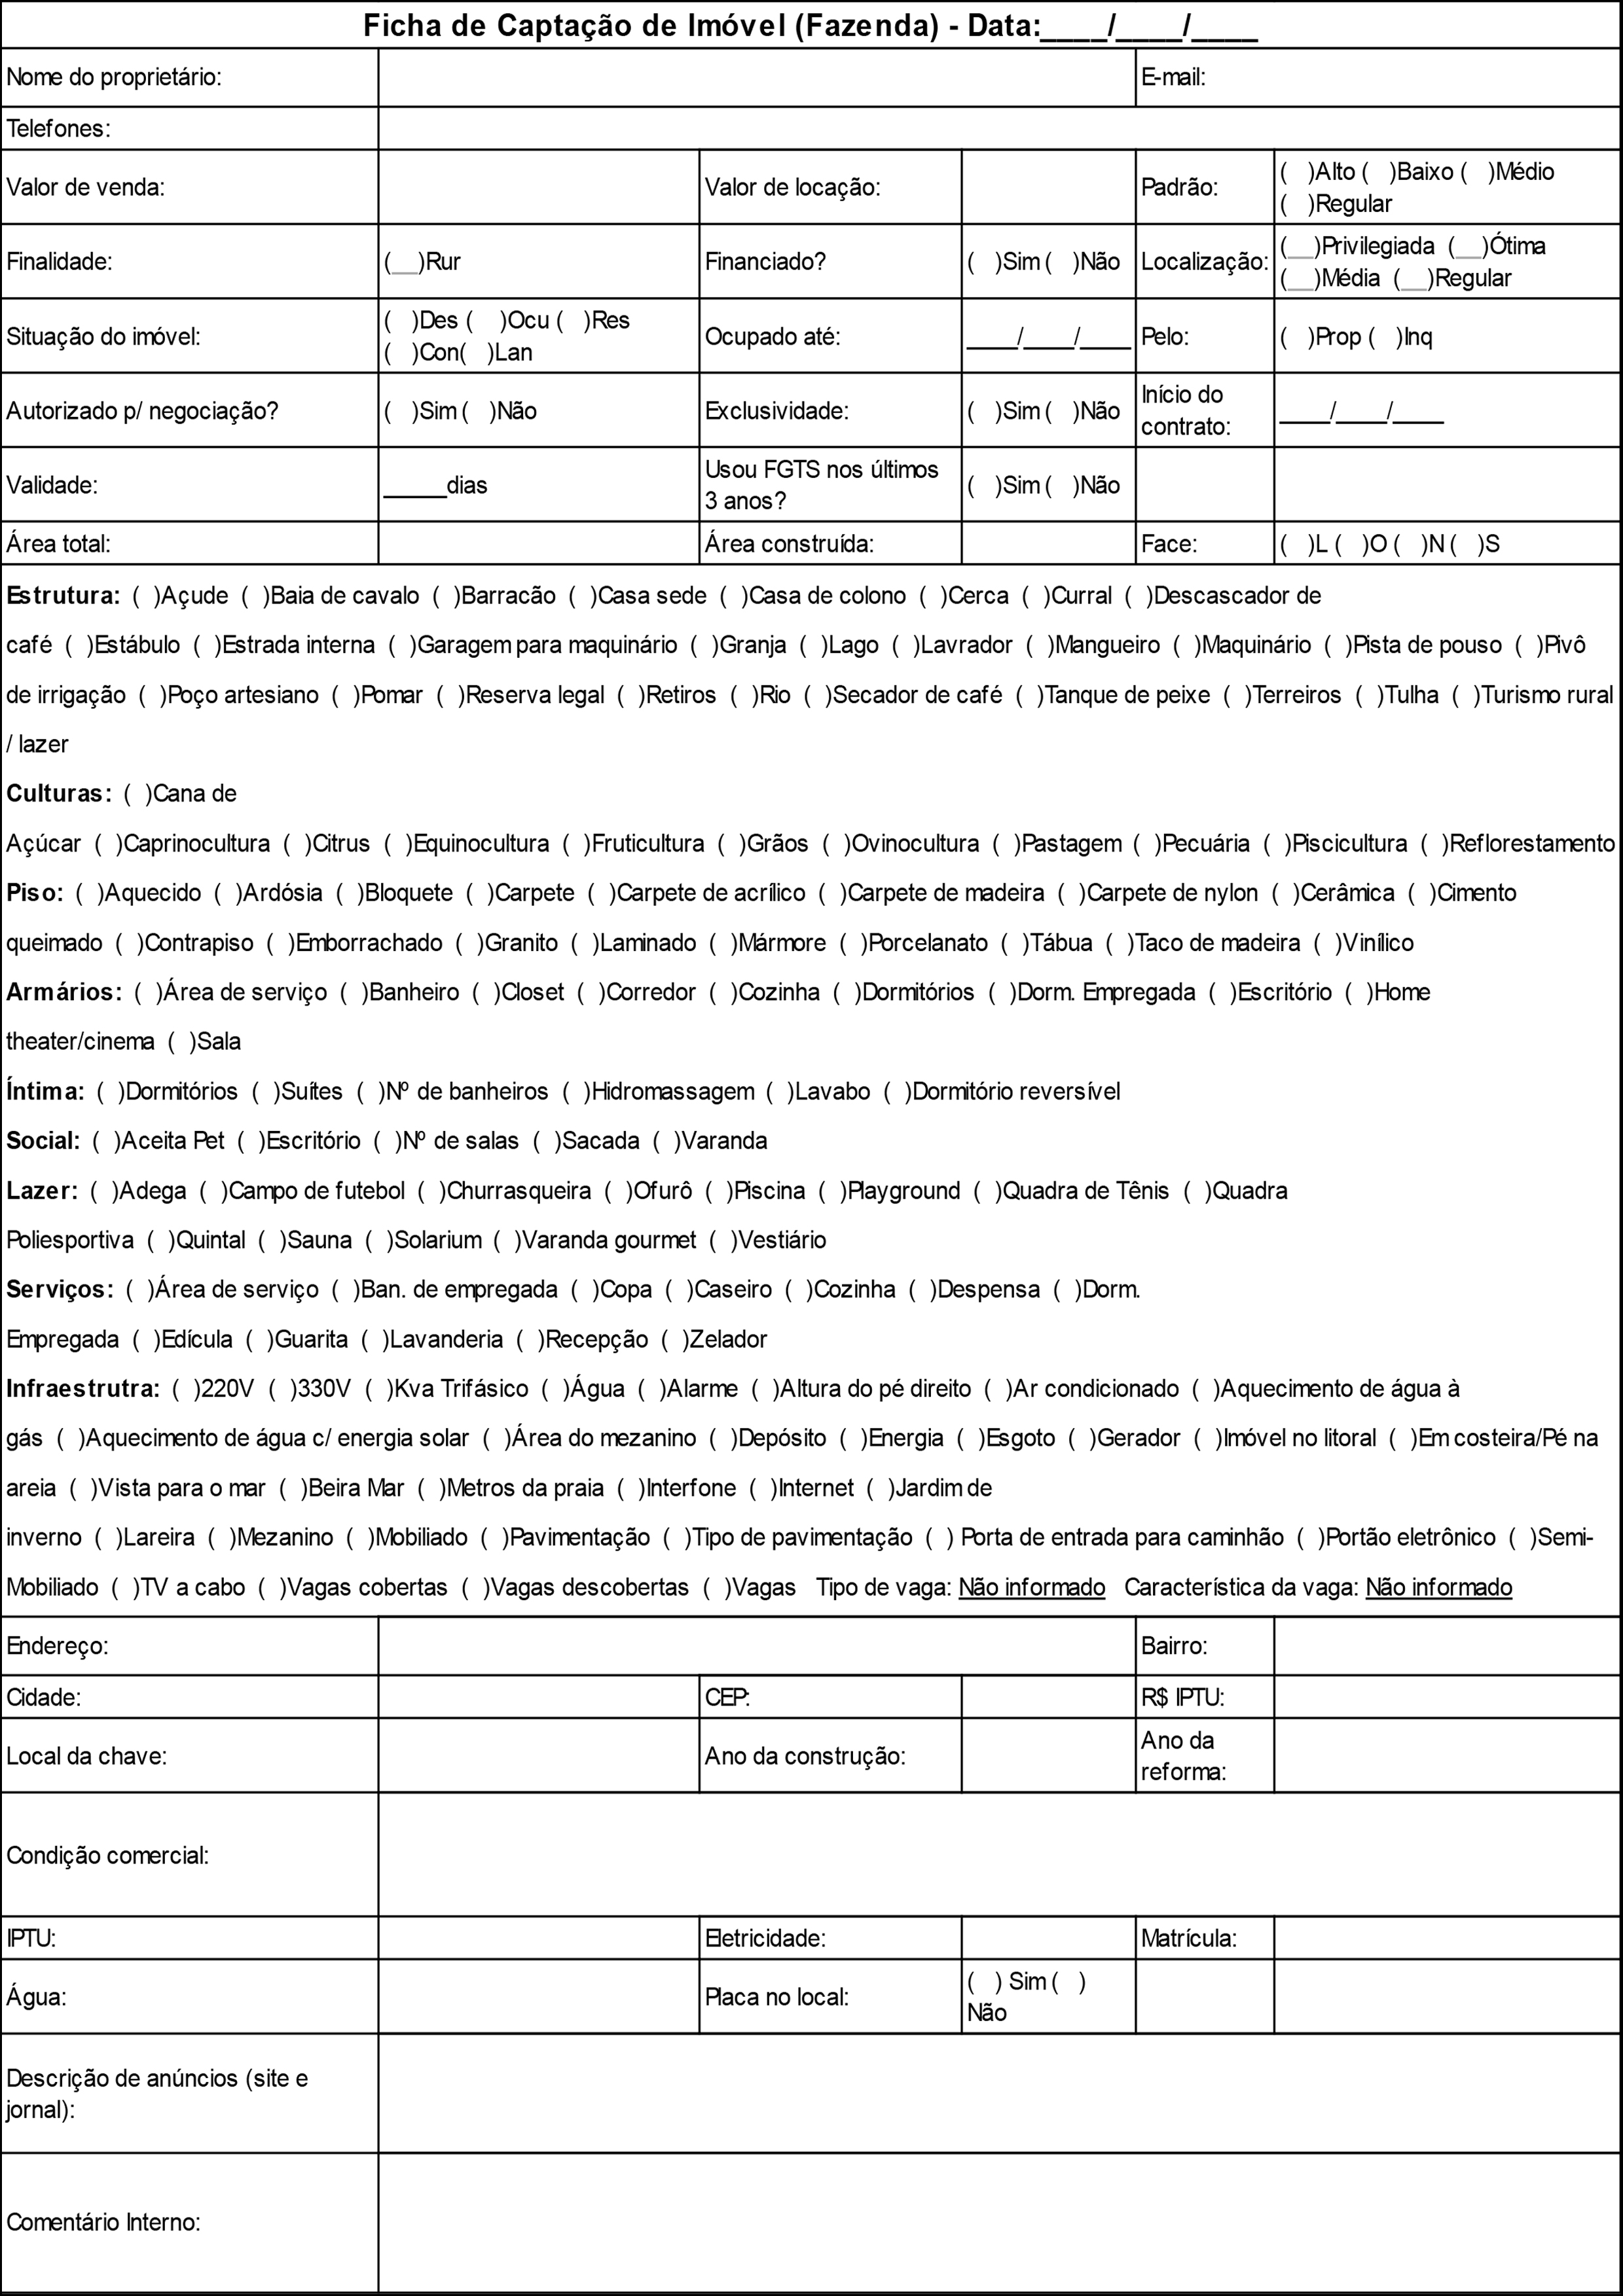 Ficha de Captação de Imóvel (Fazenda) - Data:____/____/____
Nome do proprietário: E-mail:
Telefones:
Valor de venda: Valor de locação: Padrão: ( )Alto ( )Baixo ( )Médio
( )Regular
Finalidade: (__)Rur Financiado? ( )Sim ( )Não Localização: (__)Privilegiada (__)Ótima
(__)Média (__)Regular
Situação do imóvel: ( )Des ( )Ocu ( )Res
( )Con( )Lan
Ocupado até: ____/____/____ Pelo: ( )Prop ( )Inq
Autorizado p/ negociação? ( )Sim ( )Não Exclusividade: ( )Sim ( )Não Início do
contrato: ____/____/____
Validade: _____dias Usou FGTS nos últimos
3 anos? ( )Sim ( )Não
Área total: Área construída: Face: ( )L ( )O ( )N ( )S
Estrutura: ( )Açude ( )Baia de cavalo ( )Barracão ( )Casa sede ( )Casa de colono ( )Cerca ( )Curral ( )Descascador de
café ( )Estábulo ( )Estrada interna ( )Garagem para maquinário ( )Granja ( )Lago ( )Lavrador ( )Mangueiro ( )Maquinário ( )Pista de pouso ( )Pivô
de irrigação ( )Poço artesiano ( )Pomar ( )Reserva legal ( )Retiros ( )Rio ( )Secador de café ( )Tanque de peixe ( )Terreiros ( )Tulha ( )Turismo rural
/ lazer
Culturas: ( )Cana de
Açúcar ( )Caprinocultura ( )Citrus ( )Equinocultura ( )Fruticultura ( )Grãos ( )Ovinocultura ( )Pastagem ( )Pecuária ( )Piscicultura ( )Reflorestamento
Piso: ( )Aquecido ( )Ardósia ( )Bloquete ( )Carpete ( )Carpete de acrílico ( )Carpete de madeira ( )Carpete de nylon ( )Cerâmica ( )Cimento
queimado ( )Contrapiso ( )Emborrachado ( )Granito ( )Laminado ( )Mármore ( )Porcelanato ( )Tábua ( )Taco de madeira ( )Vinílico
Armários: ( )Área de serviço ( )Banheiro ( )Closet ( )Corredor ( )Cozinha ( )Dormitórios ( )Dorm. Empregada ( )Escritório ( )Home
theater/cinema ( )Sala
Íntima: ( )Dormitórios ( )Suítes ( )Nº de banheiros ( )Hidromassagem ( )Lavabo ( )Dormitório reversível
Social: ( )Aceita Pet ( )Escritório ( )Nº de salas ( )Sacada ( )Varanda
Lazer: ( )Adega ( )Campo de futebol ( )Churrasqueira ( )Ofurô ( )Piscina ( )Playground ( )Quadra de Tênis ( )Quadra
Poliesportiva ( )Quintal ( )Sauna ( )Solarium ( )Varanda gourmet ( )Vestiário
Serviços: ( )Área de serviço ( )Ban. de empregada ( )Copa ( )Caseiro ( )Cozinha ( )Despensa ( )Dorm.
Empregada ( )Edícula ( )Guarita ( )Lavanderia ( )Recepção ( )Zelador
Infraestrutra: ( )220V ( )330V ( )Kva Trifásico ( )Água ( )Alarme ( )Altura do pé direito ( )Ar condicionado ( )Aquecimento de água à
gás ( )Aquecimento de água c/ energia solar ( )Área do mezanino ( )Depósito ( )Energia ( )Esgoto ( )Gerador ( )Imóvel no litoral ( )Em costeira/Pé na
areia ( )Vista para o mar ( )Beira Mar ( )Metros da praia ( )Interfone ( )Internet ( )Jardim de
inverno ( )Lareira ( )Mezanino ( )Mobiliado ( )Pavimentação ( )Tipo de pavimentação ( ) Porta de entrada para caminhão ( )Portão eletrônico ( )Semi-
Mobiliado ( )TV a cabo ( )Vagas cobertas ( )Vagas descobertas ( )Vagas Tipo de vaga: Não informado Característica da vaga: Não informado
Endereço: Bairro:
Cidade: CEP: R$ IPTU:
Local da chave: Ano da construção: Ano da
reforma:
Condição comercial:
IPTU: Eletricidade: Matrícula:
Água: Placa no local: ( ) Sim ( )
Não
Descrição de anúncios (site e
jornal):
Comentário Interno: